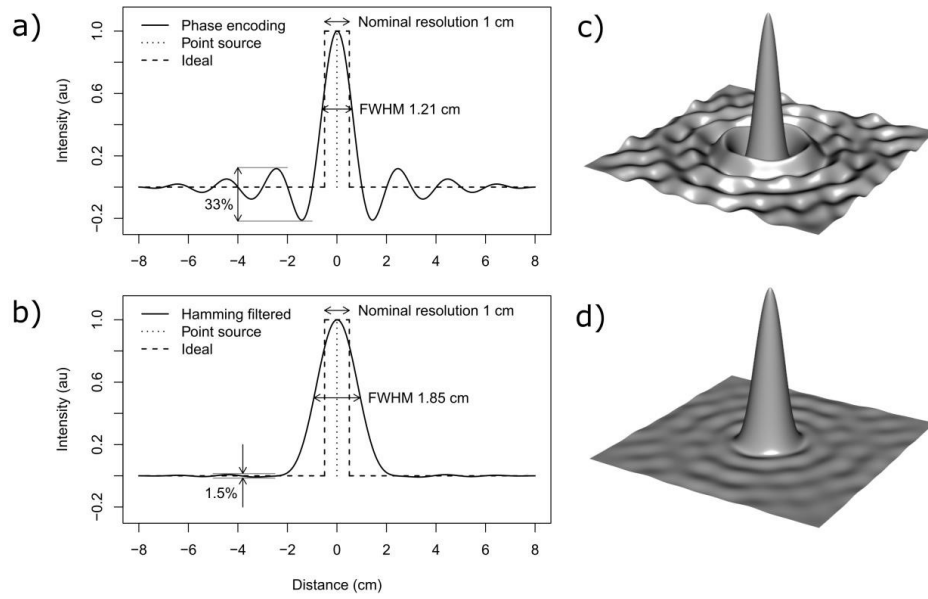 a)
Phase encoding
Point source
Ideal
Nominal resolution 1 cm
FWHM 1.21 cm
33%
Intensity (au)
1.0
0.6
0.2
−0.2
−8 −6 −4 −2 0 2 4 6 8
b)
Hamming filtered
Point source
Ideal
Nominal resolution 1 cm
FWHM 1.85 cm
1.5%
Intensity (au)
1.0
0.6
0.2
−0.2
−8 −6 −4 −2 0 2 4 6 8
Distance (cm)
c)
d)